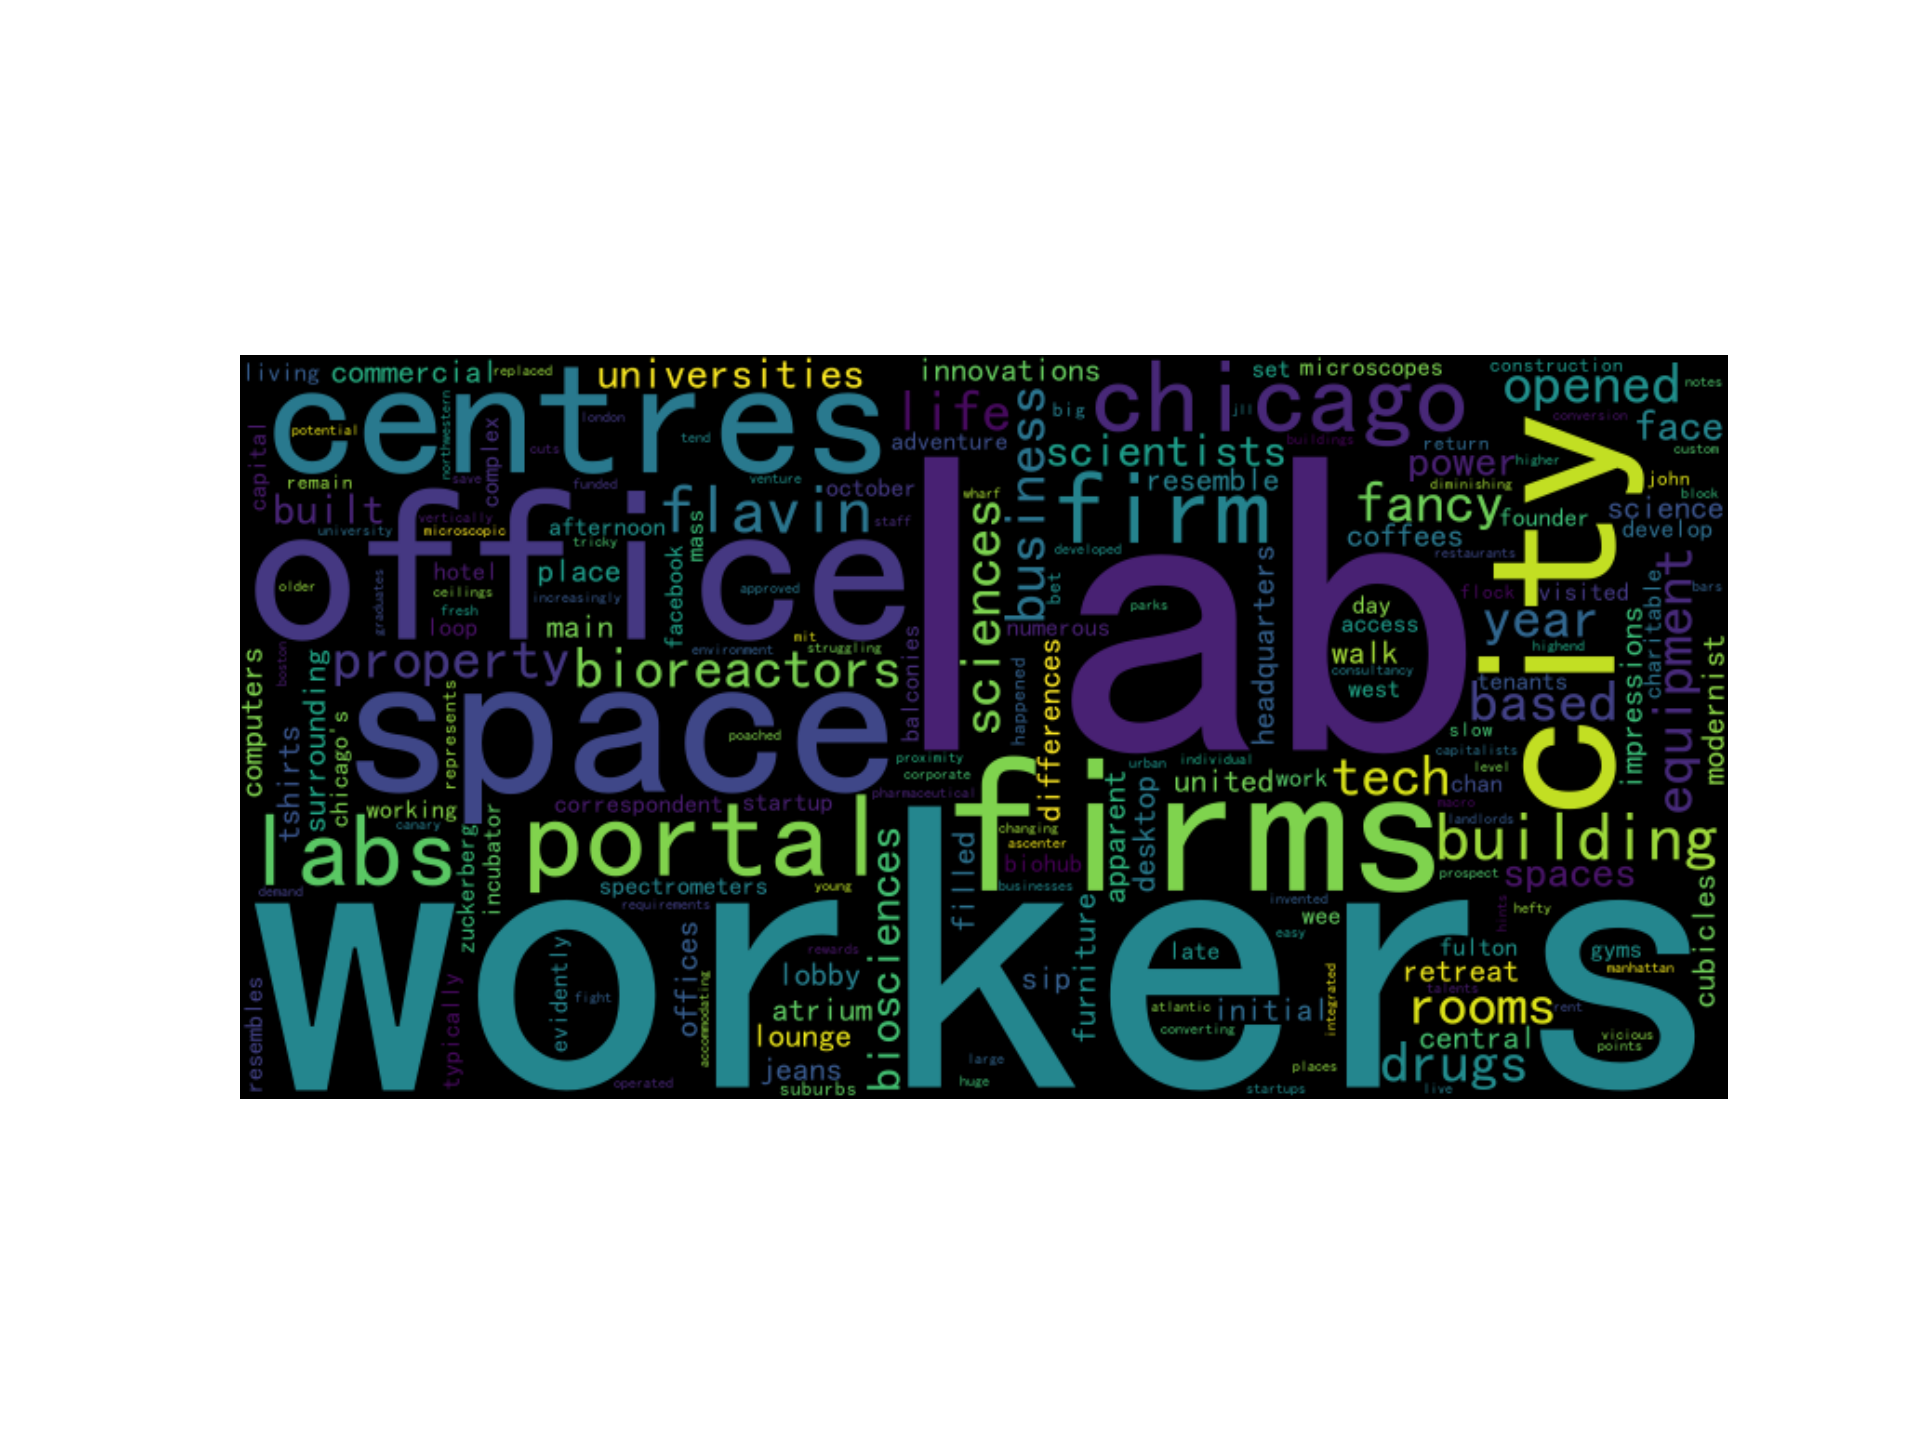 living
commercial
replaced
universities
innovations
set
microscopes
construction
opened
notes
centres
potential
northwestern
london
tend
cuts
life
big
chicago
jll
buildings
conversion
face
custom
capital
complex
adventure
business
scientists
return
power
higher
remain
save
funded
venture
october
wharf
resemble
diminishing
john
block
built
vertically
flavin
staff
firm
fancy
founder
science
university
microscopic
afternoon
mass
coffees
develop
office
tricky
sciences
developed
restaurants
city
older
graduates
hotel
ceilings
place
increasingly
facebook
approved
lab
bet
parks
headquarters
day
access
flock
visited
charitable
bars
fresh
loop
main
mit
struggling
numerous
walk
year
highend
equipment
boston
property
environment
bioreactors
balconies
happened
differences
consultancy
west
tenants
based
impressions
modernist
computers
surrounding
represents
space
poached
slow
tshirts
chicago's
proximity
corporate
urban
individual
capitalists
level
working
canary
correspondent
startup
pharmaceutical
firms
united
work
tech
chan
macro
landlords
labs
zuckerberg
incubator
portal
changing
ascenter
biohub
apparent
desktop
building
demand
spectrometers
young
biosciences
filled
businesses
prospect
spaces
cubicles
workers
requirements
furniture
invented
wee
easy
hints
hefty
evidently
fight
offices
rewards
lobby
sip
late
fulton
gyms
retreat
manhattan
talents
resembles
typically
accommodating
atrium
lounge
atlantic
converting
initial
integrated
rooms
rent
central
vicious
points
operated
jeans
suburbs
large
huge
places
startups
drugs
live